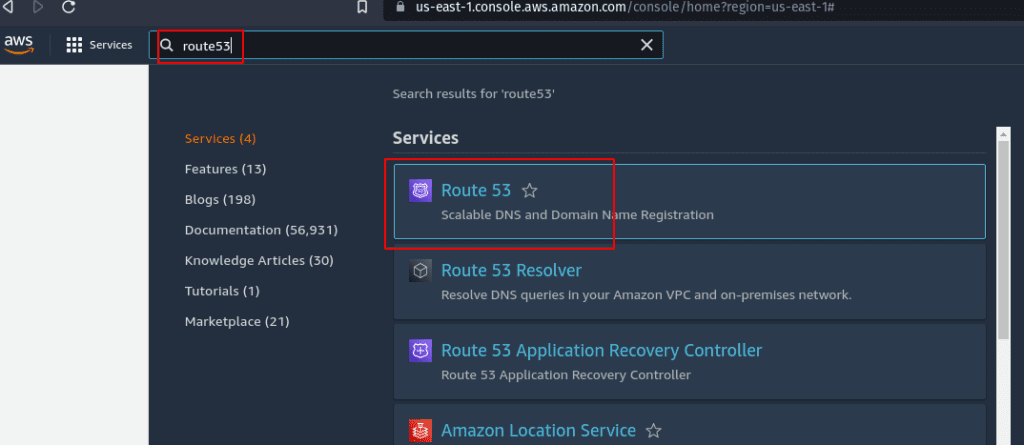 us-east-1.console.aws.amazon.com/console/home?region=us-east-1#
aws
Services
route53
Search results for 'route53'
Services (4)
Features (13)
Blogs (198)
Documentation (56,931)
Knowledge Articles (30)
Tutorials (1)
Marketplace (21)
Services
Route 53
Scalable DNS and Domain Name Registration
Route 53 Resolver
Resolve DNS queries in your Amazon VPC and on-premises network.
Route 53 Application Recovery Controller
Route 53 Application Recovery Controller
Amazon Location Service